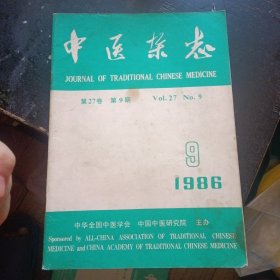 中医杂志
JOURNAL OF TRADITIONAL CHINESE MEDICINE
第27卷 第9期 Vol.27 No.9
9
1986
中华全国中医学会 中国中医研究院 主办
Sponsored by ALL-CHINA ASSOCIATION OF TRADITIONAL CHINESE
MEDICINE and CHINA ACADEMY OF TRADITIONAL CHINESE MEDICINE